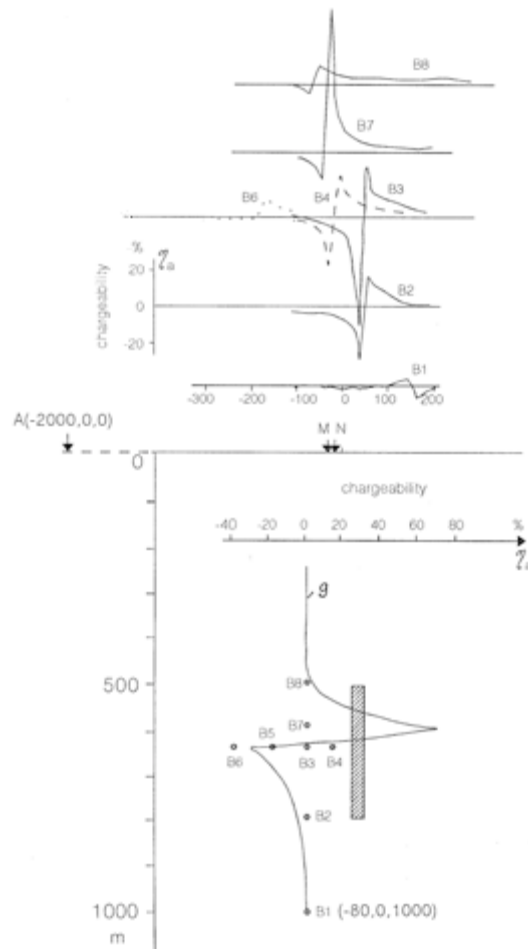 B8
B7
B6
B4
B3
%
ηa
20
0
-20
chargeability
B2
B1
-300 -200 -100 0 100 200
A(-2000,0,0)
M N
0
chargeability
-40 -20 0 20 40 60 80 %
g
500
B8
B7
B5
B6 B3 B4
B2
1000
m
B1 (-80,0,1000)